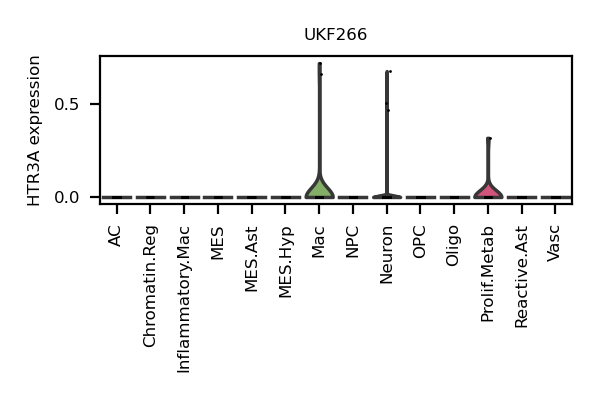 UKF266
HTR3A expression
0.5
0.0
AC
Chromatin.Reg
Inflammatory.Mac
MES
MES.Ast
MES.Hyp
Mac
NPC
Neuron
OPC
Oligo
Prolif.Metab
Reactive.Ast
Vasc